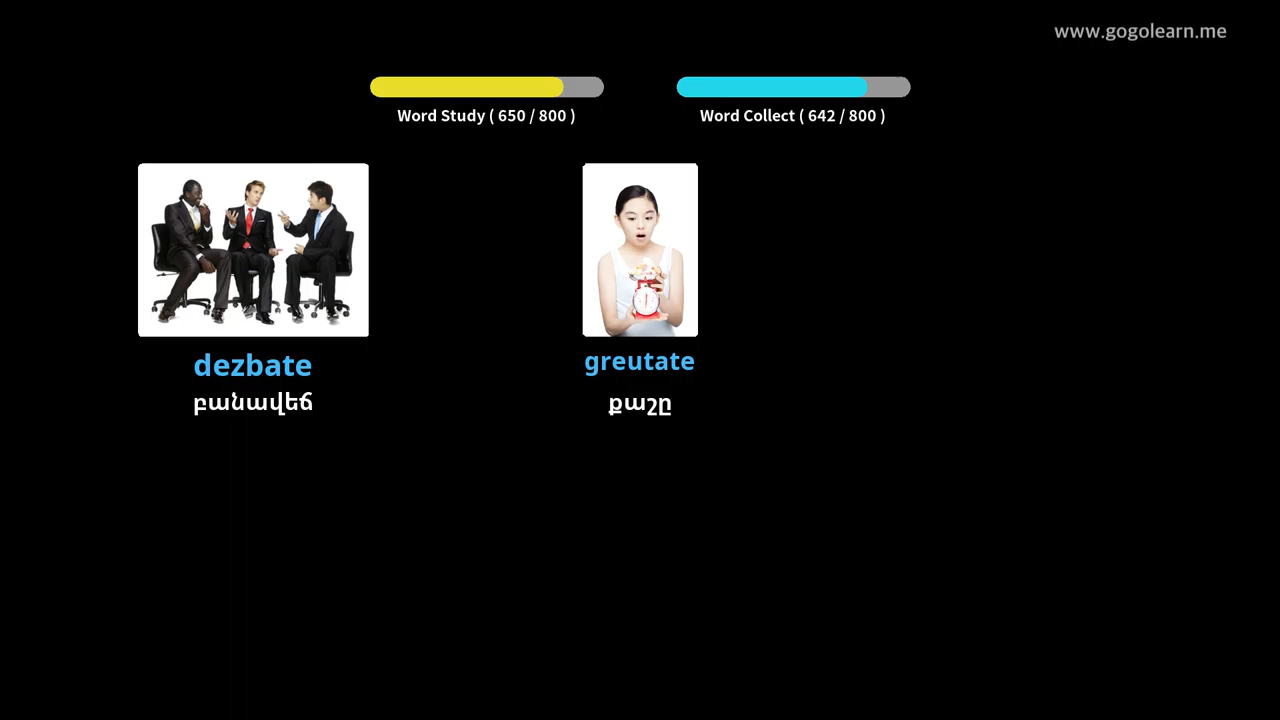 www.gogolearn.me
Word Study ( 650 / 800 )
Word Collect ( 642 / 800 )
dezbate
բանավեճ
greutate
քաշը